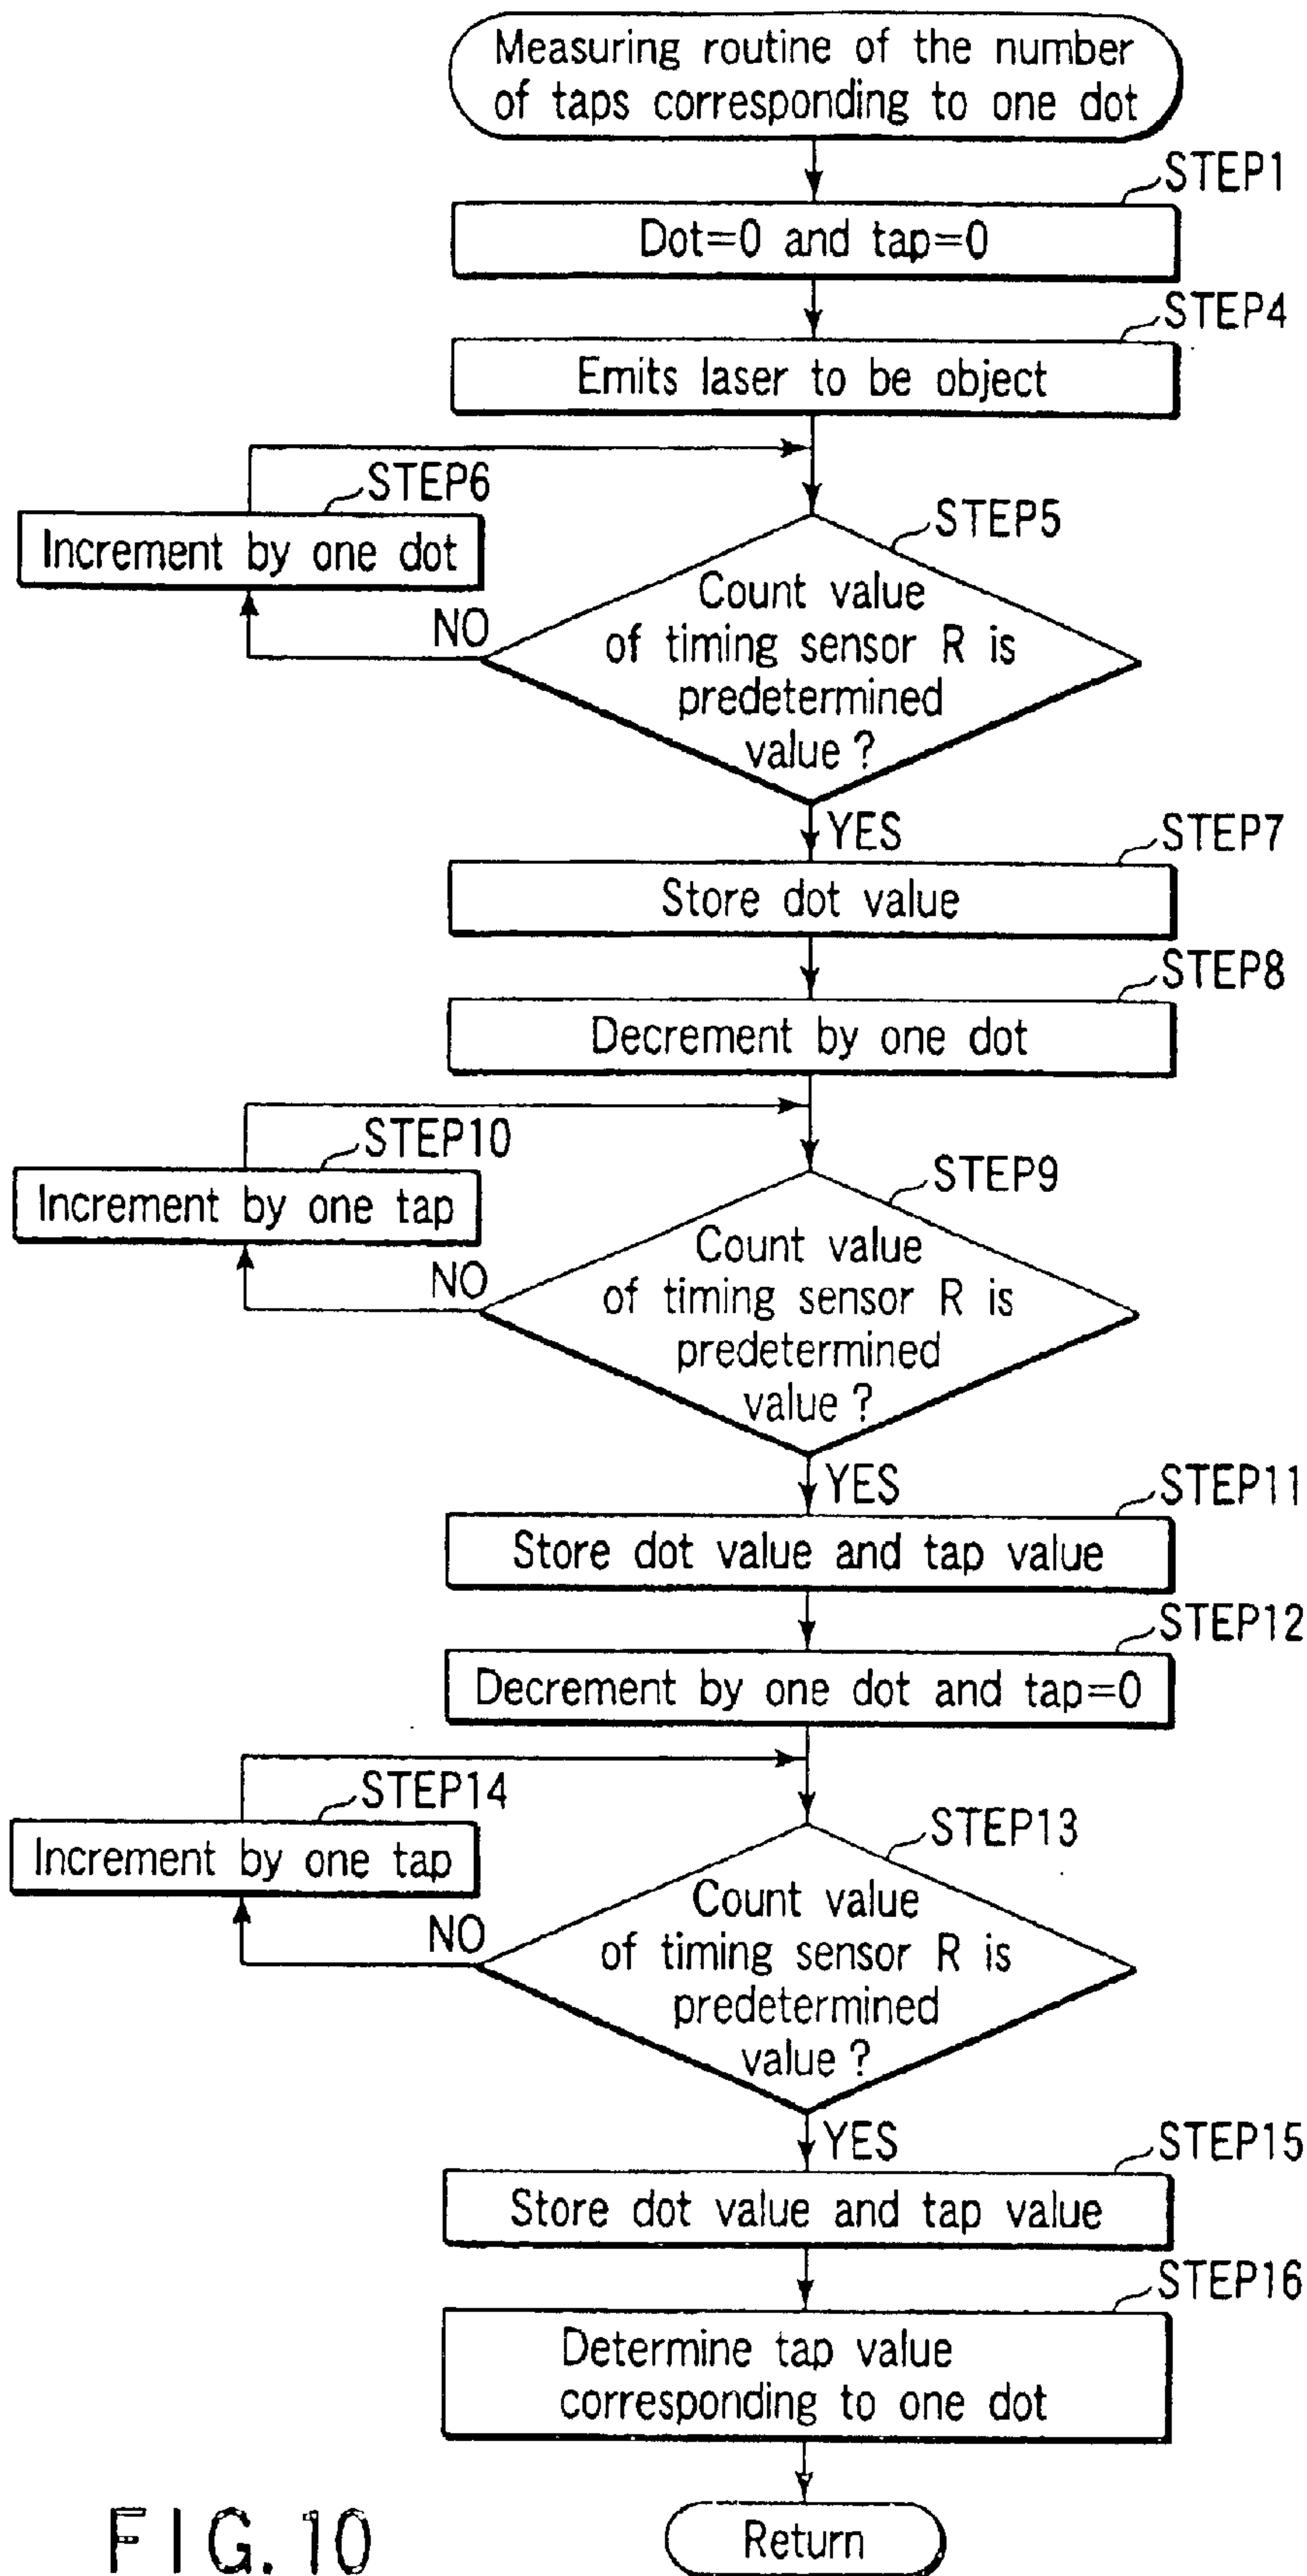 Measuring routine of the number
of taps corresponding to one dot
STEP1
Dot=0 and tap=0
STEP4
Emits laser to be object
STEP6
Increment by one dot
STEP5
Count value
of timing sensor R is
predetermined
value?
NO
YES
STEP7
Store dot value
STEP8
Decrement by one dot
STEP10
Increment by one tap
STEP9
Count value
of timing sensor R is
predetermined
value?
NO
YES
STEP11
Store dot value and tap value
STEP12
Decrement by one dot and tap=0
STEP14
Increment by one tap
STEP13
Count value
of timing sensor R is
predetermined
value?
NO
YES
STEP15
Store dot value and tap value
STEP16
Determine tap value
corresponding to one dot
Return
FIG.10